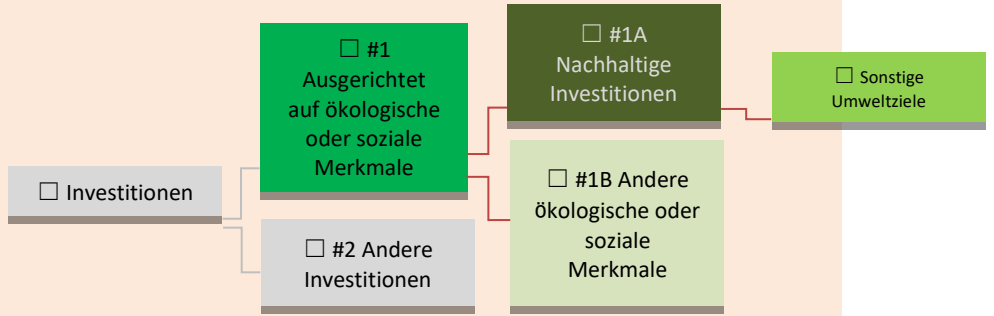 ☐ Investitionen
☐ #1
Ausgerichtet
auf ökologische
oder soziale
Merkmale
☐ #2 Andere
Investitionen
☐ #1A
Nachhaltige
Investitionen
☐ #1B Andere
ökologische oder
soziale
Merkmale
☐ Sonstige
Umweltziele